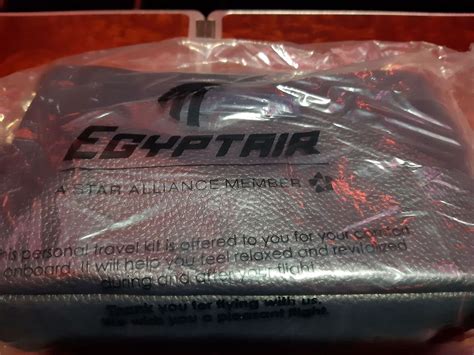 EGYPTAIR
A STAR ALLIANCE MEMBER
This personal travel kit is offered to you for your comfort
onboard. It will help you feel relaxed and revitalized
during and after your flight.
Thank you for flying with us.
We wish you a pleasant flight.